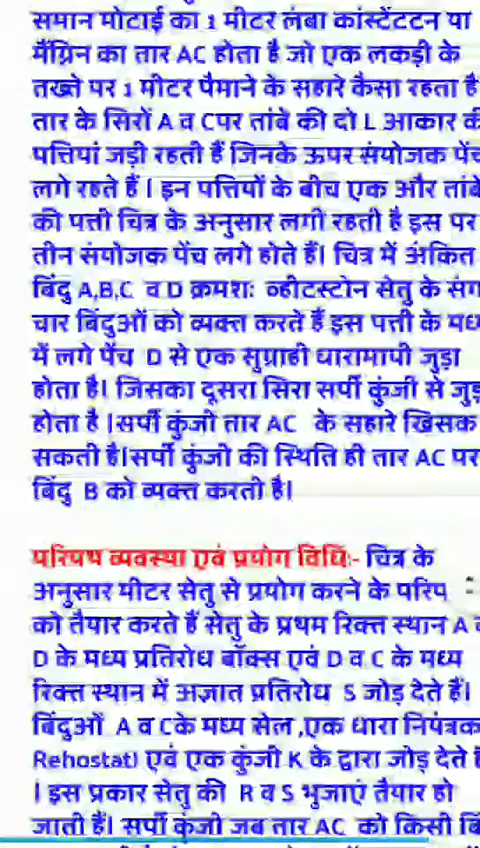 समान मोटाई का 1 मीटर लंबा कांस्टेंटटन या
मैंग्रिन का तार AC होता है जो एक लकड़ी के
तख्ते पर 1 मीटर पैमाने के सहारे कैसा रहता है
तार के सिरों A व C पर तांबे की दो L आकार की
पत्तियां जड़ी रहती हैं जिनके ऊपर संयोजक पेंच
लगे रहते हैं । इन पत्तियों के बीच एक और तांबे
की पत्ती चित्र के अनुसार लगी रहती है इस पर
तीन संयोजक पेंच लगे होते हैं। चित्र में अंकित
बिंदु A,B,C व D क्रमश: व्हीटस्टोन सेतु के संग
चार बिंदुओं को व्यक्त करते हैं इस पत्ती के मध्य
में लगे पेंच D से एक सुग्राही धारामापी जुड़ा
होता है। जिसका दूसरा सिरा सर्पी कुंजी से जुड़
होता है ।सर्पी कुंजी तार AC के सहारे खिसक
सकती है।सर्पी कुंजी की स्थिति ही तार AC पर
बिंदु B को व्यक्त करती है।
परिपथ व्यवस्था एवं प्रयोग विधि:- चित्र के
अनुसार मीटर सेतु से प्रयोग करने के परिप
को तैयार करते हैं सेतु के प्रथम रिक्त स्थान A व
D के मध्य प्रतिरोध बॉक्स एवं D व C के मध्य
रिक्त स्थान में अज्ञात प्रतिरोध S जोड़ देते हैं।
बिंदुओं A व Cके मध्य सेल ,एक धारा नियंत्रक
Rehostat) एवं एक कुंजी K के द्वारा जोड़ देते है
। इस प्रकार सेतु की R व S भुजाएं तैयार हो
जाती हैं। सर्पी कुंजी जब तार AC को किसी बि